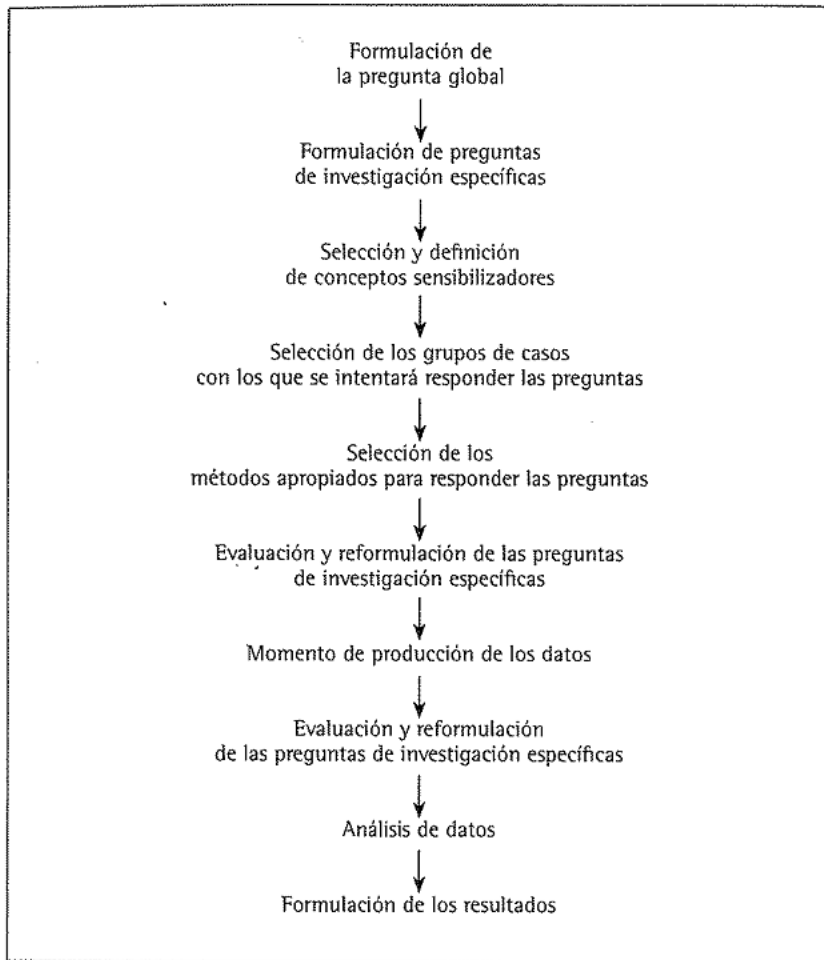 Formulación de
la pregunta global
Formulación de preguntas
de investigación específicas
Selección y definición
de conceptos sensibilizadores
Selección de los grupos de casos
con los que se intentará responder las preguntas
Selección de los
métodos apropiados para responder las preguntas
Evaluación y reformulación de las preguntas
de investigación específicas
Momento de producción de los datos
Evaluación y reformulación
de las preguntas de investigación específicas
Análisis de datos
Formulación de los resultados